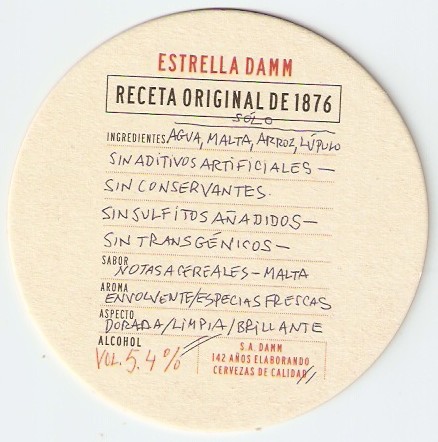 ESTRELLA DAMM
RECETA ORIGINAL DE 1876
SÓLO
INGREDIENTES AGUA, MALTA, ARROZ, LÚPULO
SIN ADITIVOS ARTIFICIALES —
SIN CONSERVANTES.
SIN SULFITOS AÑADIDOS —
SIN TRANSGÉNICOS —
SABOR
NOTAS A CEREALES - MALTA
AROMA
ENVOLVENTE/ESPECIAS FRESCAS
ASPECTO
DORADA/LIMPIA/BRILLANTE
ALCOHOL
VOL. 5.4%
S.A. DAMM
142 AÑOS ELABORANDO
CERVEZAS DE CALIDAD